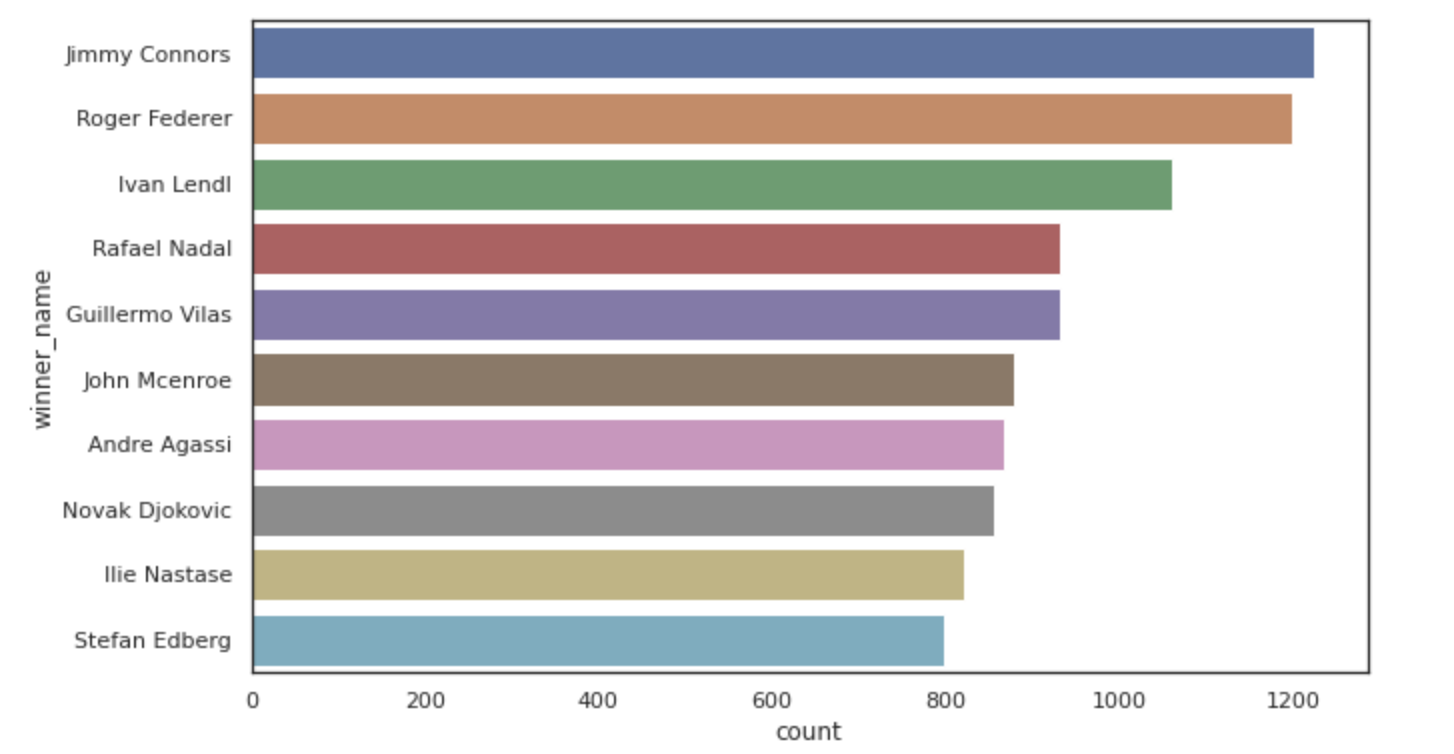 Jimmy Connors
Roger Federer
Ivan Lendl
Rafael Nadal
Guillermo Vilas
John Mcenroe
Andre Agassi
Novak Djokovic
Ilie Nastase
Stefan Edberg
winner_name
0 200 400 600 800 1000 1200
count